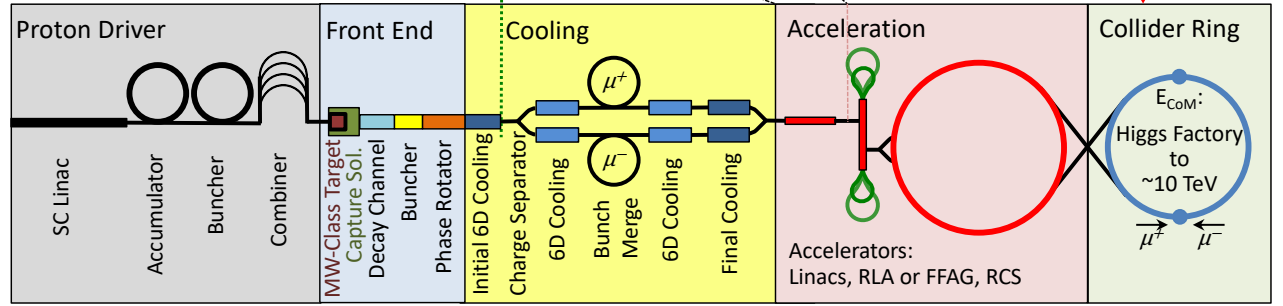 Proton Driver
SC Linac
Accumulator
Buncher
Combiner
Front End
MW-Class Target
Capture Sol.
Decay Channel
Buncher
Phase Rotator
Cooling
Initial 6D Cooling
Charge Separator
6D Cooling
μ+
μ−
Bunch
Merge
6D Cooling
Final Cooling
Acceleration
Accelerators:
Linacs, RLA or FFAG, RCS
Collider Ring
ECoM:
Higgs Factory
to
~10 TeV
μ+ μ−